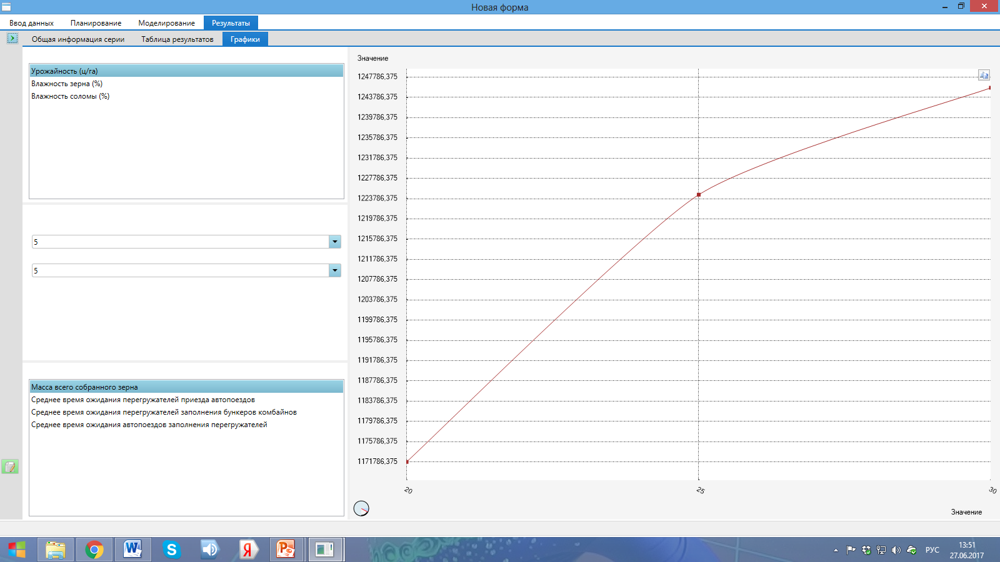 Новая форма
Ввод данных Планирование Моделирование Результаты
Общая информация серии Таблица результатов Графики
Урожайность (ц/га)
Влажность зерна (%)
Влажность соломы (%)
5
5
Масса всего собранного зерна
Среднее время ожидания перегружателей приезда автопоездов
Среднее время ожидания перегружателей заполнения бункеров комбайнов
Среднее время ожидания автопоездов заполнения перегружателей
Значение
1247786,375
1243786,375
1239786,375
1235786,375
1231786,375
1227786,375
1223786,375
1219786,375
1215786,375
1211786,375
1207786,375
1203786,375
1199786,375
1195786,375
1191786,375
1187786,375
1183786,375
1179786,375
1175786,375
1171786,375
20 25 30
Значение
РУС
13:51
27.06.2017